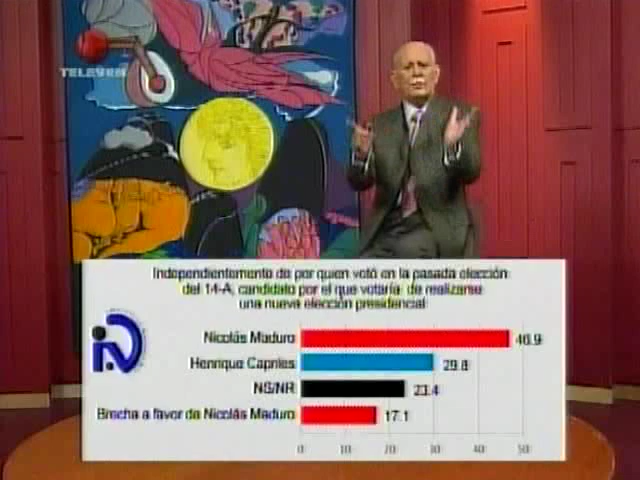 TELEVEN
Independientemente de por quien votó en la pasada elección
del 14-A, candidato por el que votaría de realizarse
una nueva elección presidencial
Nicolás Maduro 46.9
Henrique Capriles 29.8
NS/NR 23.4
Brecha a favor de Nicolás Maduro 17.1
0 10 20 30 40 50